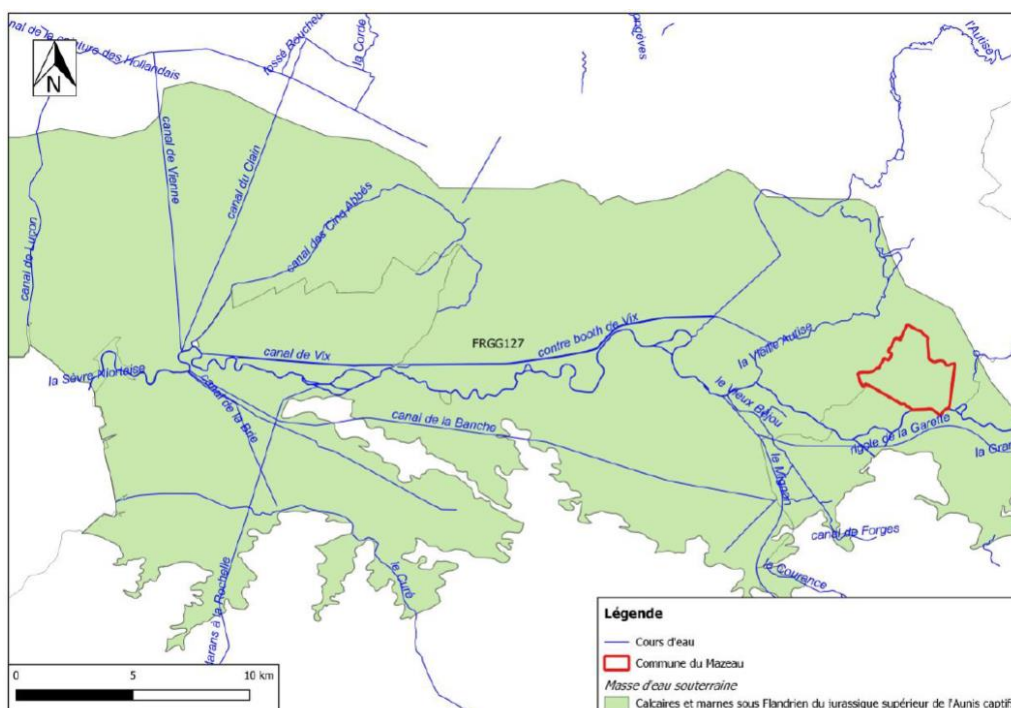 nal de la ceinture des Hollandais
la Corde
l'Autise
N
canal de Vienne
canal du Clain
canal des Cinq Abbés
canal de Luçon
FRGG127
contre booth de Vix
canal de Vix
la Vieille Autise
la Sèvre Niortaise
le Vieux Béjou
canal de la Brie
canal de la Banche
rigole de la Garette
la Gran
le Mignon
canal de Forges
le Courance
le Curé
Marans à la Rochelle
Légende
Cours d'eau
Commune du Mazeau
Masse d'eau souterraine
Calcaires et marnes sous Flandrien du jurassique supérieur de l'Aunis captif
0 5 10 km